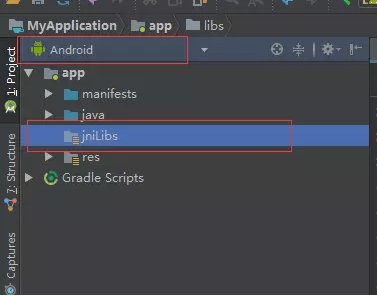 MyApplication app libs
Android
app
manifests
java
jniLibs
res
Gradle Scripts
1: Project
7: Structure
Captures